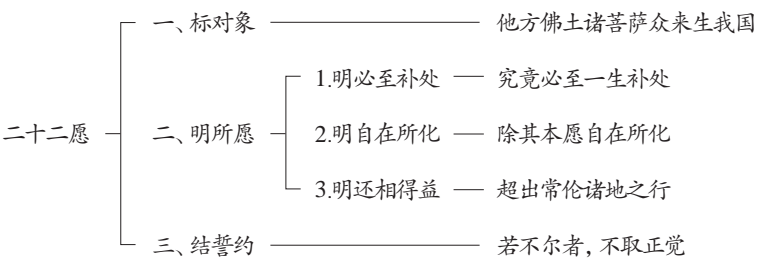 一、标对象 他方佛土诸菩萨众来生我国
1.明必至补处 究竟必至一生补处
二十二愿 二、明所愿 2.明自在所化 除其本愿自在所化
3.明还相得益 超出常伦诸地之行
三、结誓约 若不尔者，不取正觉